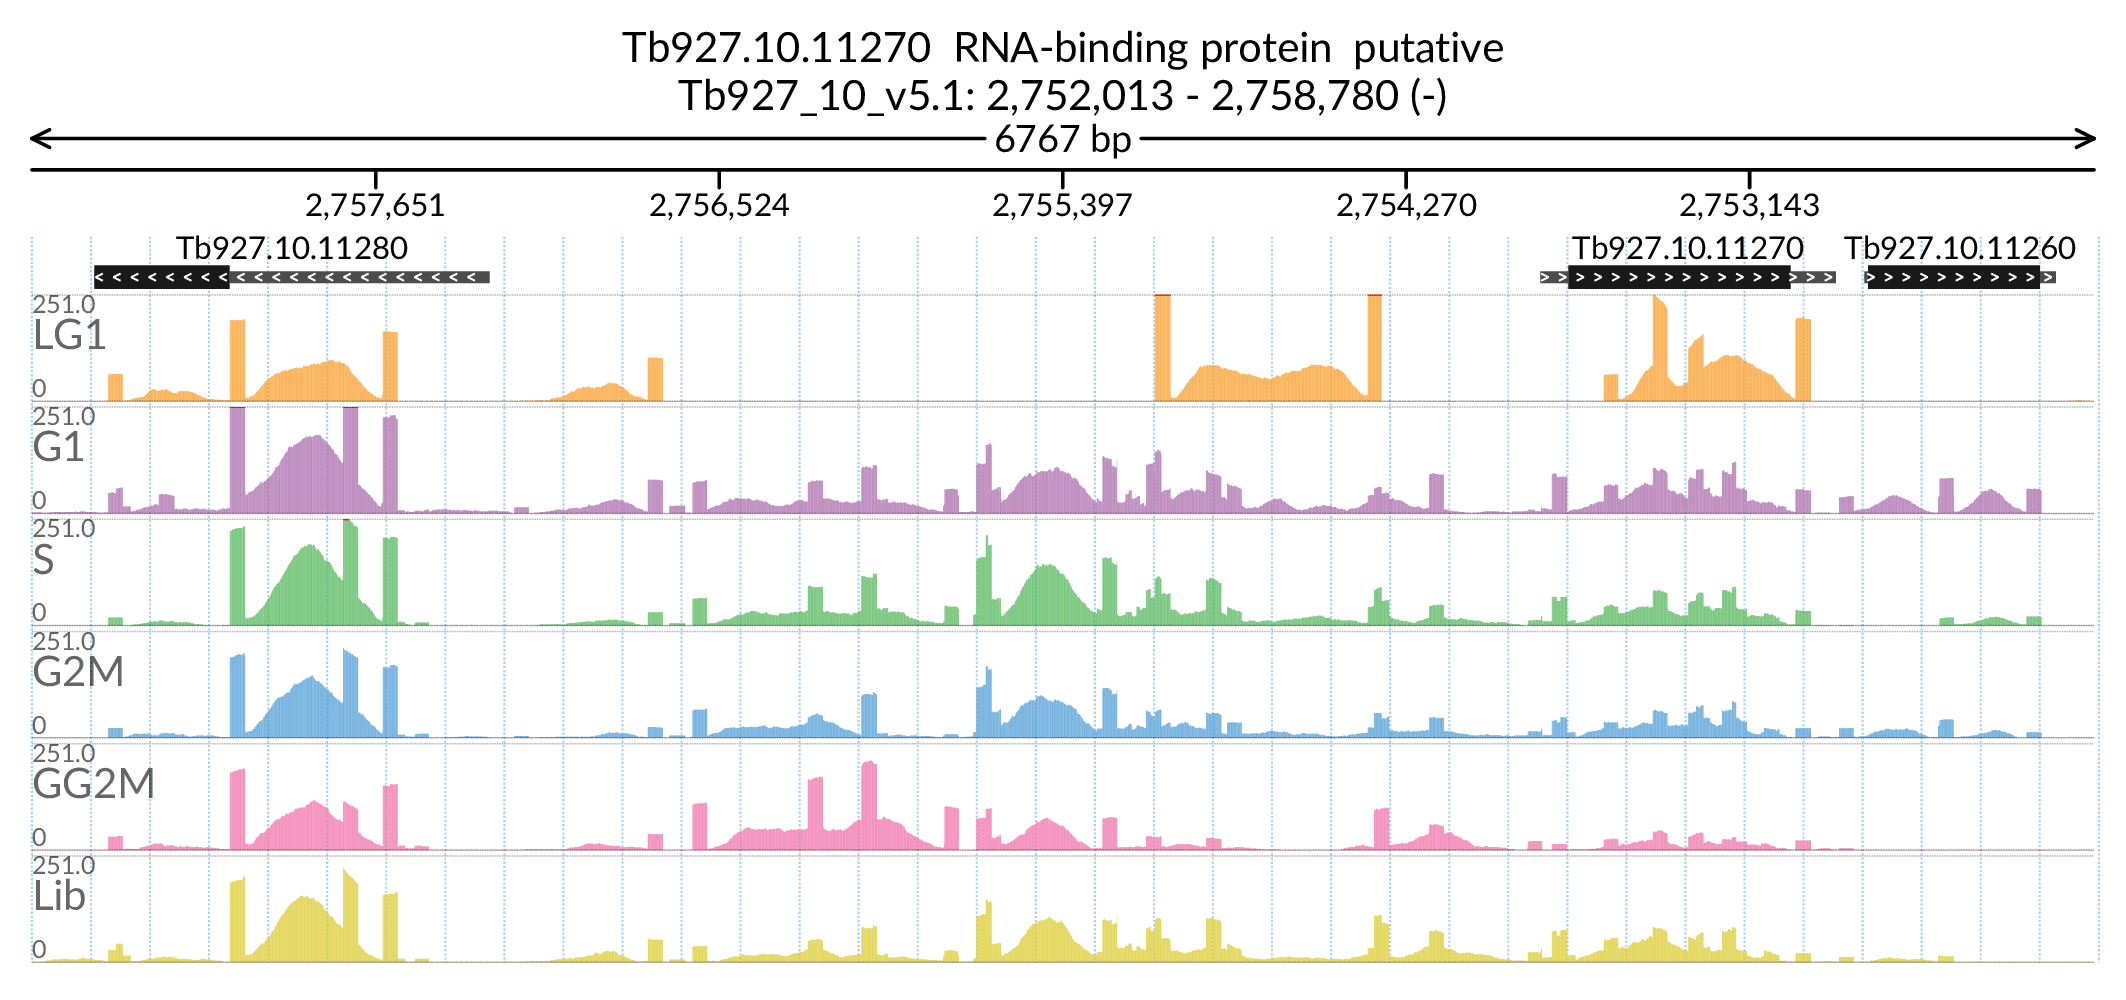 Tb927.10.11270  RNA-binding protein  putative
Tb927_10_v5.1: 2,752,013 - 2,758,780 (-)
6767 bp
2,757,651 2,756,524 2,755,397 2,754,270 2,753,143
Tb927.10.11280 Tb927.10.11270 Tb927.10.11260
251.0
LG1
0
251.0
G1
0
251.0
S
0
251.0
G2M
0
251.0
GG2M
0
251.0
Lib
0